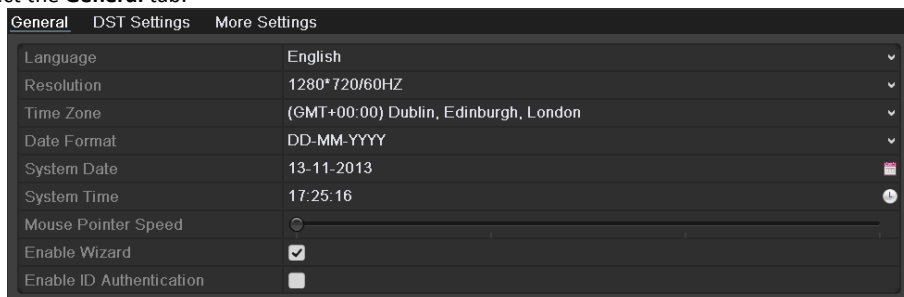 the General tab.
General DST Settings More Settings
Language English
Resolution 1280*720/60HZ
Time Zone (GMT+00:00) Dublin, Edinburgh, London
Date Format DD-MM-YYYY
System Date 13-11-2013
System Time 17:25:16
Mouse Pointer Speed
Enable Wizard
Enable ID Authentication